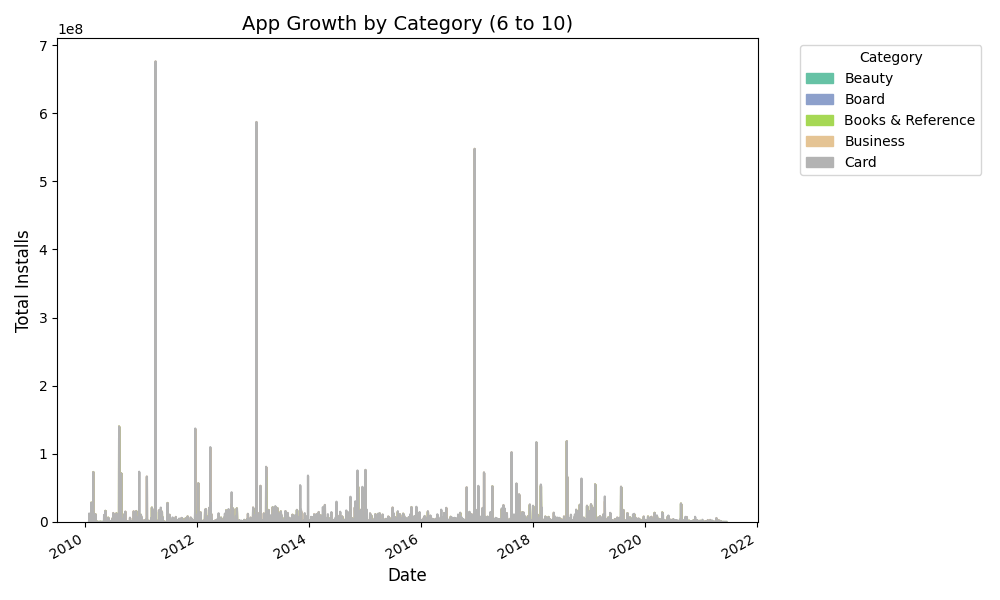 App Growth by Category (6 to 10)
1e8
Total Installs
7
6
5
4
3
2
1
0
2010
2012
2014
2016
2018
2020
2022
Date
Category
Beauty
Board
Books & Reference
Business
Card